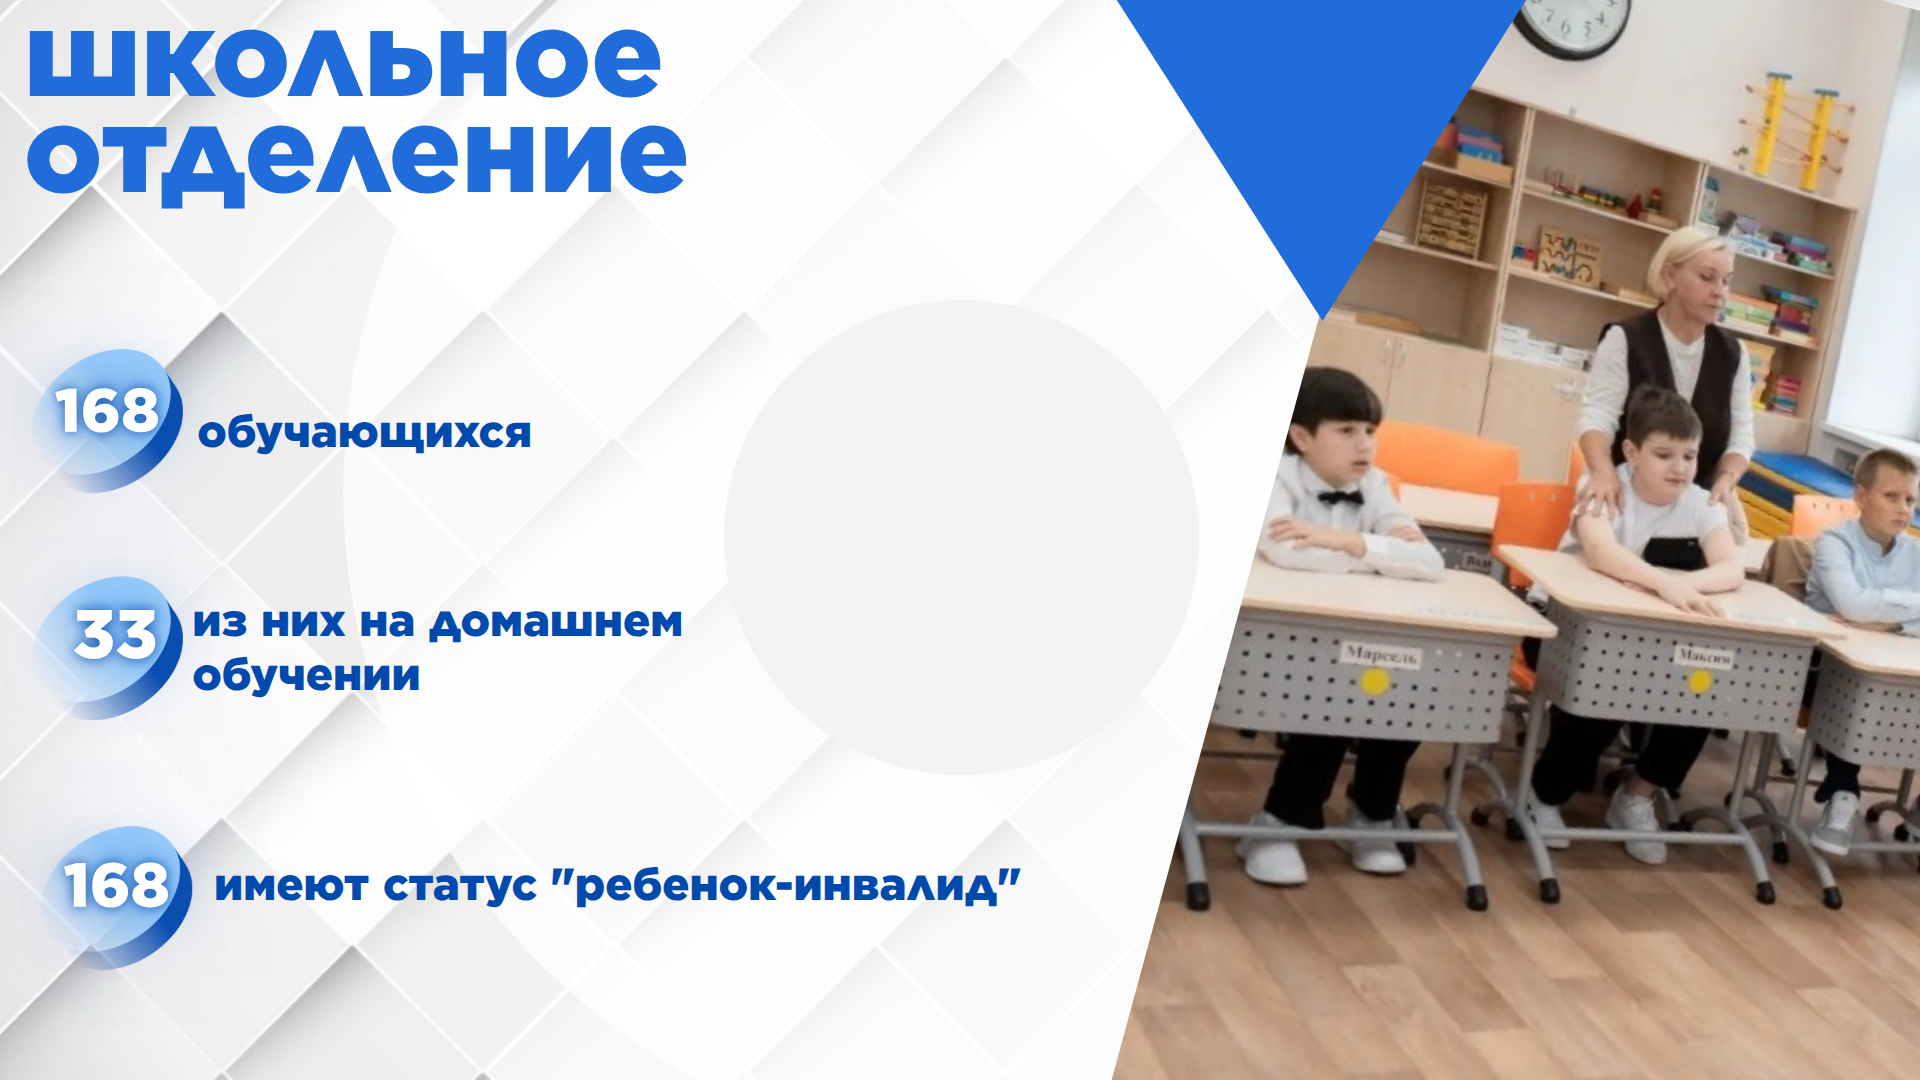 школьное
отделение
168
обучающихся
33
из них на домашнем
обучении
168
имеют статус "ребенок-инвалид"
Марсель
Максим